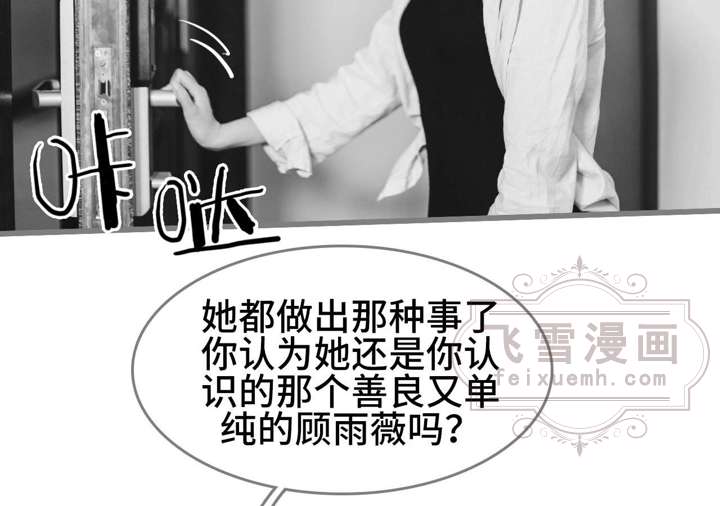 咔
哒
她都做出那种事了
你认为她还是你认
识的那个善良又单
纯的顾雨薇吗？
飞雪漫画
feixuemh.com